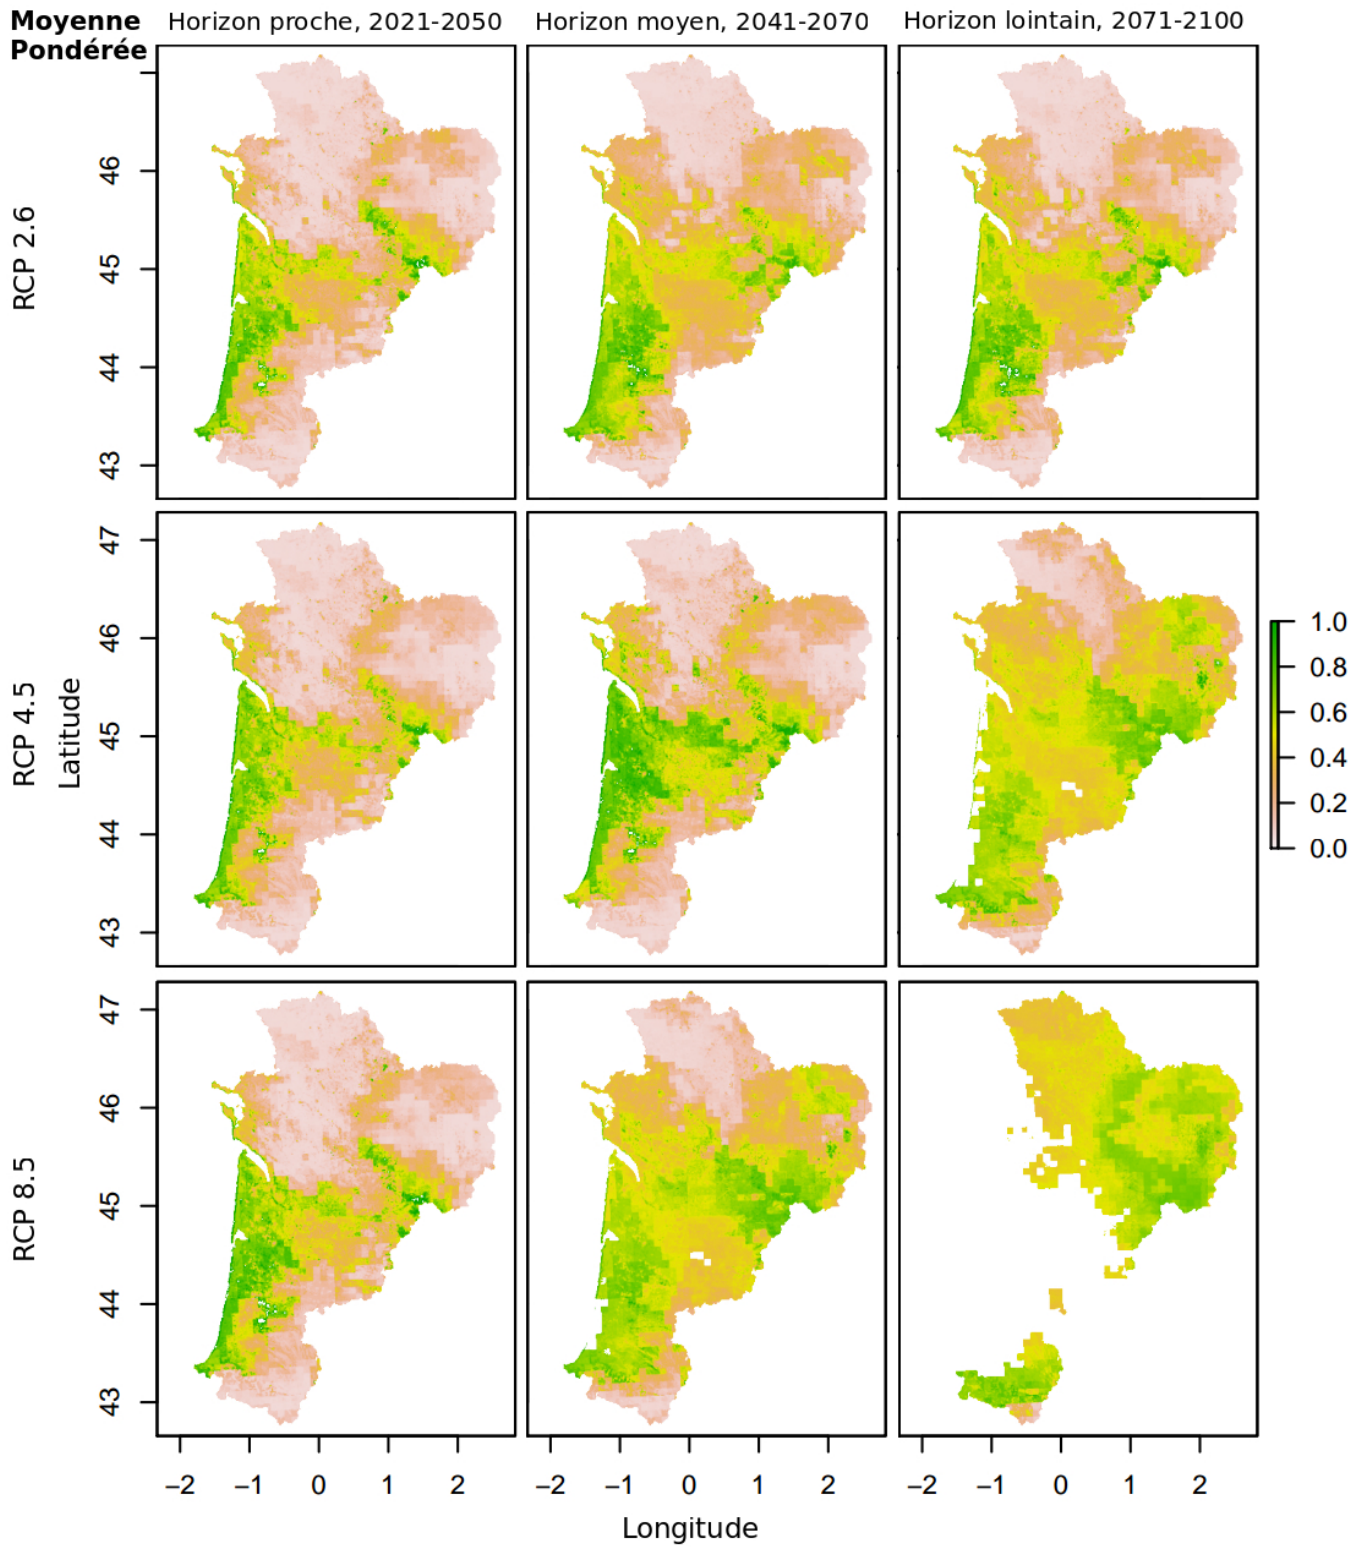 Moyenne
Pondérée
Horizon proche, 2021-2050
Horizon moyen, 2041-2070
Horizon lointain, 2071-2100
RCP 2.6
46
45
44
43
RCP 4.5
Latitude
47
46
45
44
43
1.0
0.8
0.6
0.4
0.2
0.0
RCP 8.5
47
46
45
44
43
−2 −1 0 1 2
−2 −1 0 1 2
−2 −1 0 1 2
Longitude